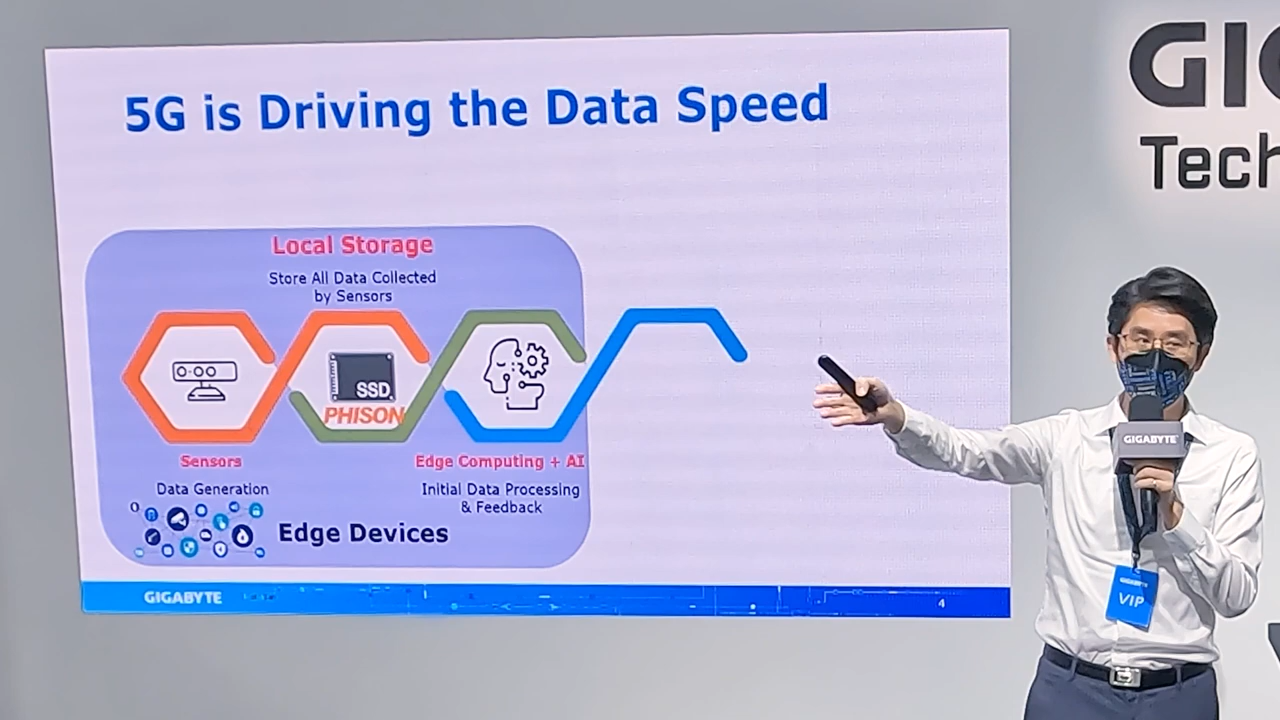 5G is Driving the Data Speed
Local Storage
Store All Data Collected
by Sensors
SSD
PHISON
Sensors
Data Generation
Edge Computing + AI
Initial Data Processing
& Feedback
Edge Devices
GIGABYTE
4
Tech
GIGABYTE
GIGABYTE
VIP